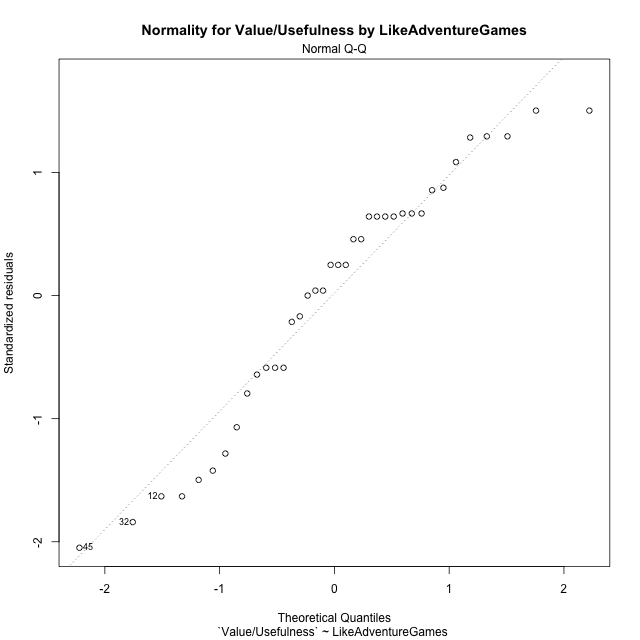 Normality for Value/Usefulness by LikeAdventureGames
Normal Q-Q
Standardized residuals
1
0
-1
-2
12
32
45
-2 -1 0 1 2
Theoretical Quantiles
`Value/Usefulness` ~ LikeAdventureGames